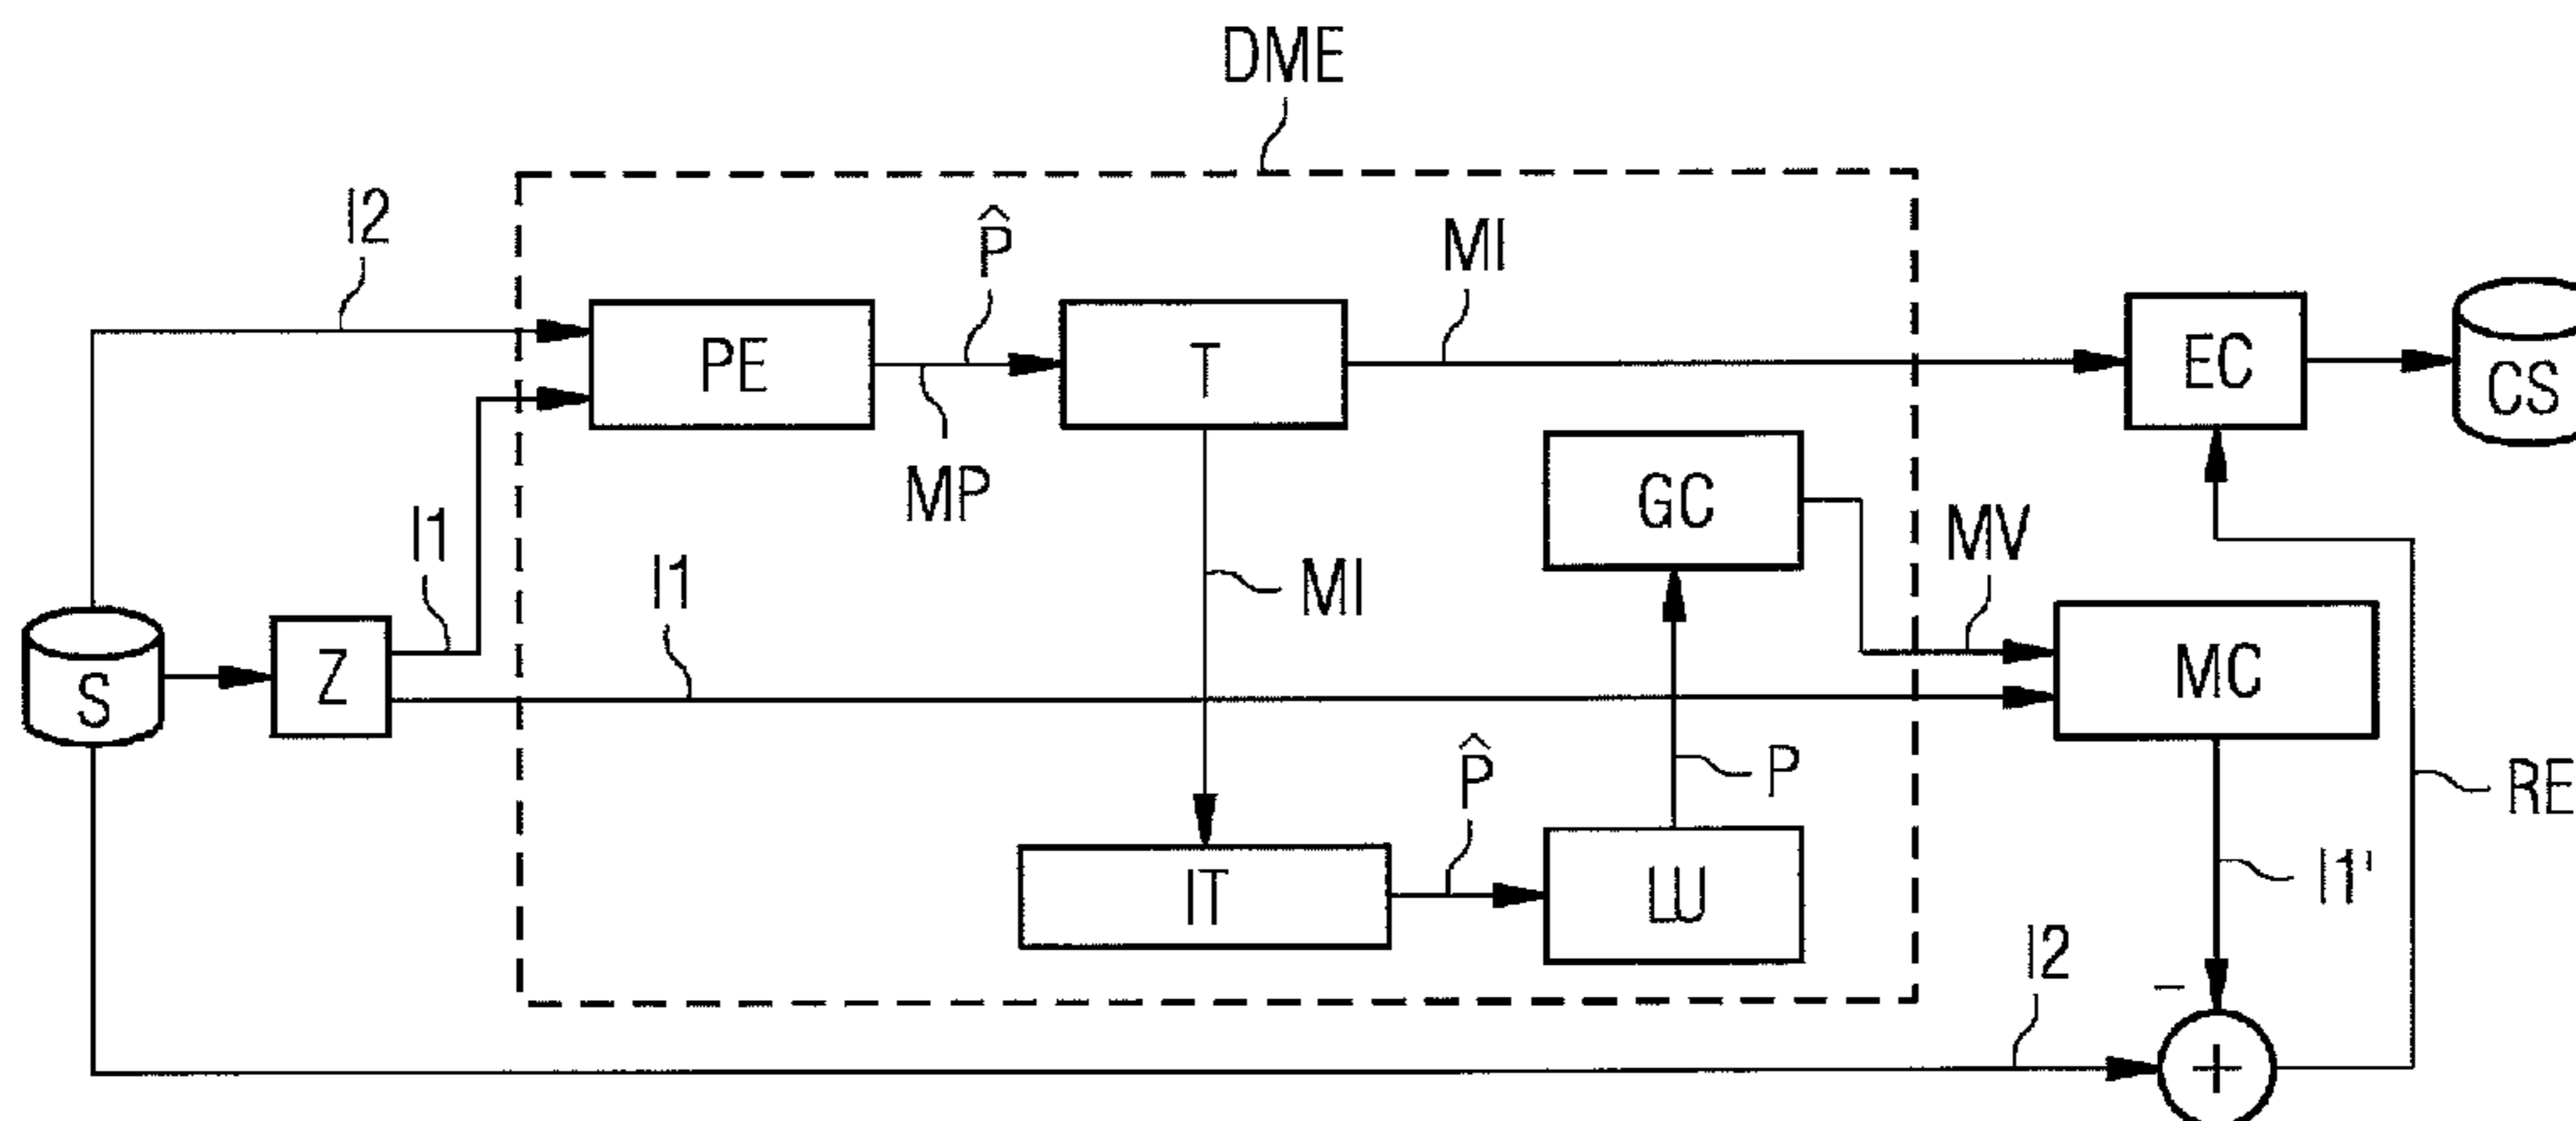 DME
I2
P̂
MI
PE
T
EC
CS
MP
GC
I1
I1
MI
MV
S
Z
MC
P̂
P
RE
IT
LU
I1'
I2
−
+